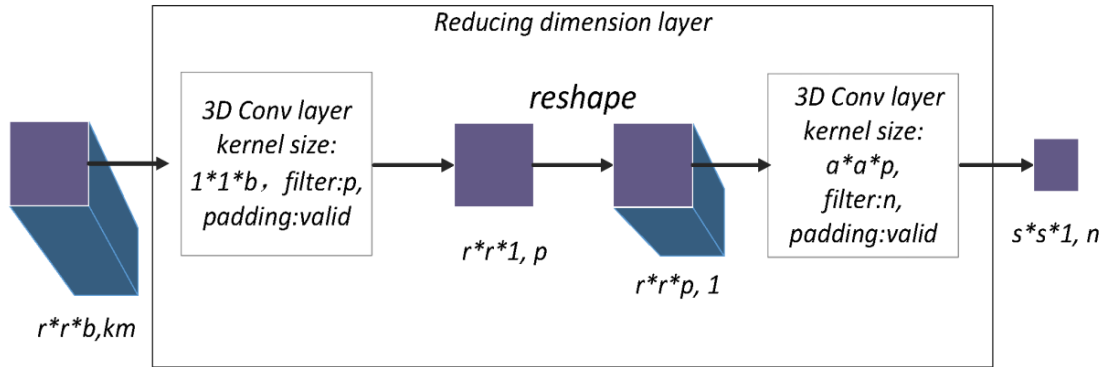 Reducing dimension layer
3D Conv layer
kernel size:
1*1*b，filter:p,
padding:valid
reshape
3D Conv layer
kernel size:
a*a*p,
filter:n,
padding:valid
r*r*b,km
r*r*1, p
r*r*p, 1
s*s*1, n